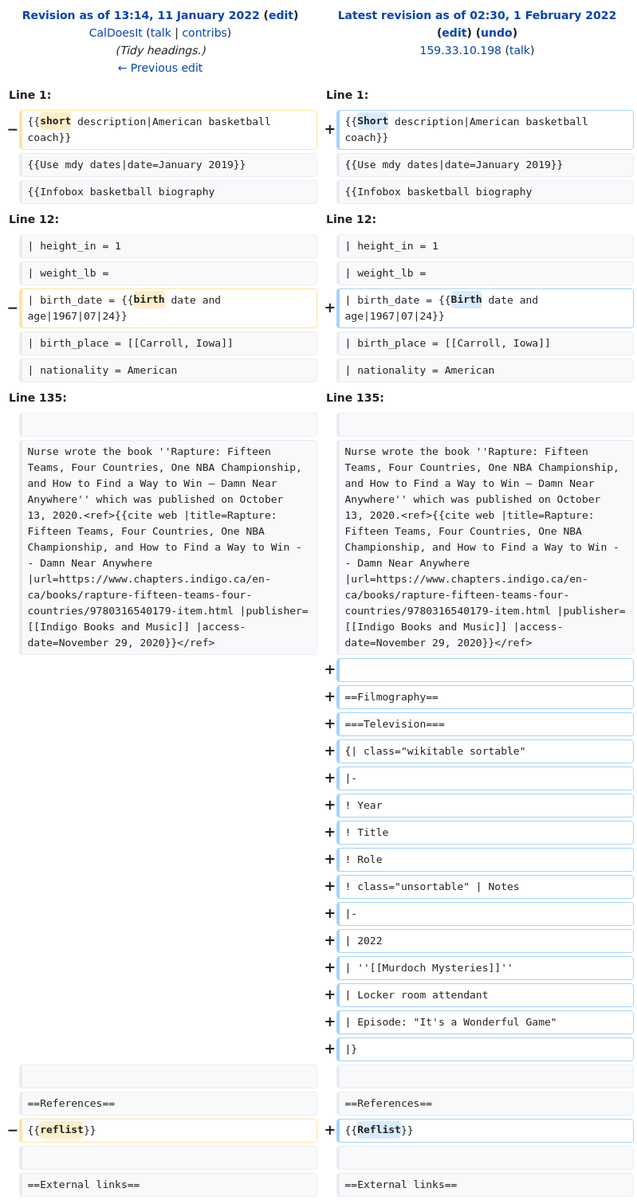 Revision as of 13:14, 11 January 2022 (edit)
CalDoesIt (talk | contribs)
(Tidy headings.)
← Previous edit
Latest revision as of 02:30, 1 February 2022
(edit) (undo)
159.33.10.198 (talk)
Line 1:
Line 1:
− {{short description|American basketball
coach}}
+ {{Short description|American basketball
coach}}
{{Use mdy dates|date=January 2019}}
{{Use mdy dates|date=January 2019}}
{{Infobox basketball biography
{{Infobox basketball biography
Line 12:
Line 12:
| height_in = 1
| height_in = 1
| weight_lb =
| weight_lb =
− | birth_date = {{birth date and
age|1967|07|24}}
+ | birth_date = {{Birth date and
age|1967|07|24}}
| birth_place = [[Carroll, Iowa]]
| birth_place = [[Carroll, Iowa]]
| nationality = American
| nationality = American
Line 135:
Line 135:
Nurse wrote the book ''Rapture: Fifteen
Teams, Four Countries, One NBA Championship,
and How to Find a Way to Win – Damn Near
Anywhere'' which was published on October
13, 2020.<ref>{{cite web |title=Rapture:
Fifteen Teams, Four Countries, One NBA
Championship, and How to Find a Way to Win -
- Damn Near Anywhere
|url=https://www.chapters.indigo.ca/en-
ca/books/rapture-fifteen-teams-four-
countries/9780316540179-item.html |publisher=
[[Indigo Books and Music]] |access-
date=November 29, 2020}}</ref>
Nurse wrote the book ''Rapture: Fifteen
Teams, Four Countries, One NBA Championship,
and How to Find a Way to Win – Damn Near
Anywhere'' which was published on October
13, 2020.<ref>{{cite web |title=Rapture:
Fifteen Teams, Four Countries, One NBA
Championship, and How to Find a Way to Win -
- Damn Near Anywhere
|url=https://www.chapters.indigo.ca/en-
ca/books/rapture-fifteen-teams-four-
countries/9780316540179-item.html |publisher=
[[Indigo Books and Music]] |access-
date=November 29, 2020}}</ref>
+
+ ==Filmography==
+ ===Television===
+ {| class="wikitable sortable"
+ |-
+ ! Year
+ ! Title
+ ! Role
+ ! class="unsortable" | Notes
+ |-
+ | 2022
+ | ''[[Murdoch Mysteries]]''
+ | Locker room attendant
+ | Episode: "It's a Wonderful Game"
+ |}
==References==
==References==
− {{reflist}}
+ {{Reflist}}
==External links==
==External links==